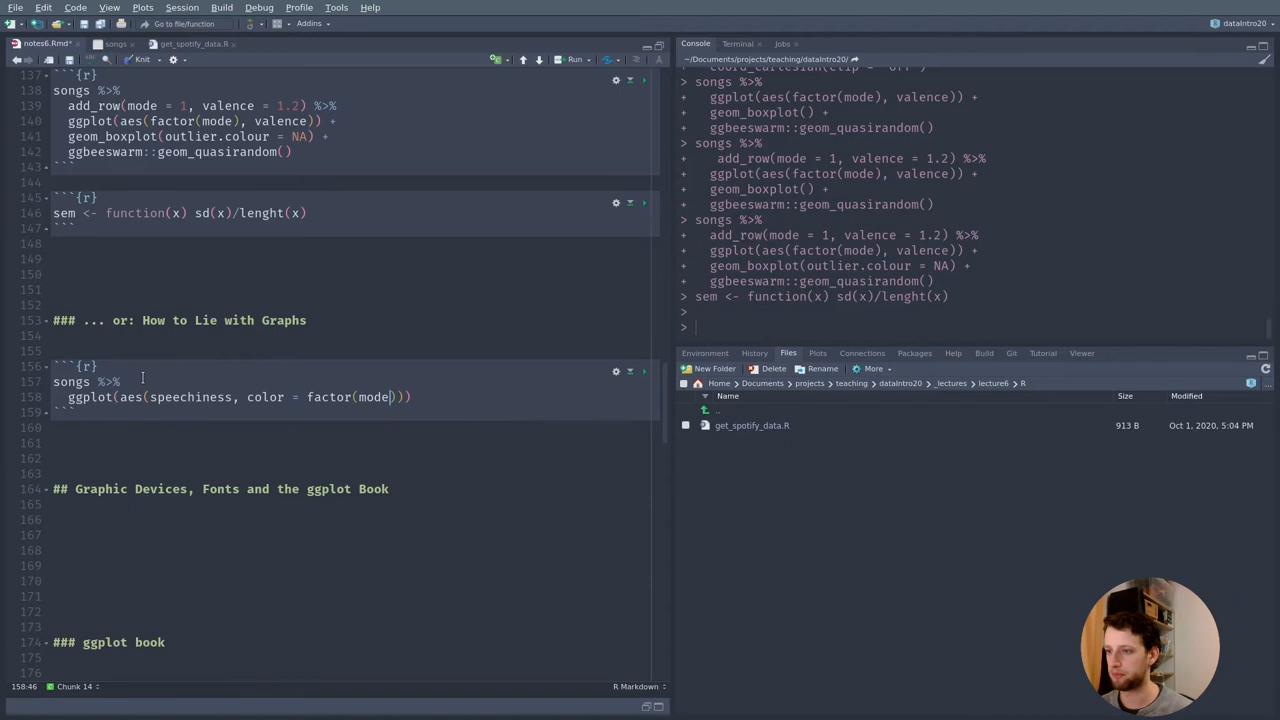 File Edit Code View Plots Session Build Debug Profile Tools Help
Go to file/function Addins dataIntro20
notes6.Rmd* songs get_spotify_data.R
Knit Run
137 ```{r}
138 songs %>%
139 add_row(mode = 1, valence = 1.2) %>%
140 ggplot(aes(factor(mode), valence)) +
141 geom_boxplot(outlier.colour = NA) +
142 ggbeeswarm::geom_quasirandom()
143 ```
144
145 ```{r}
146 sem <- function(x) sd(x)/lenght(x)
147 ```
148
149
150
151
152
153 ### ... or: How to Lie with Graphs
154
155
156 ```{r}
157 songs %>%
158 ggplot(aes(speechiness, color = factor(mode)))
159 ```
160
161
162
163
164 ## Graphic Devices, Fonts and the ggplot Book
165
166
167
168
169
170
171
172
173
174 ### ggplot book
175
176
158:46 Chunk 14 R Markdown
Console Terminal Jobs
~/Documents/projects/teaching/dataIntro20/
> songs %>%
+ ggplot(aes(factor(mode), valence)) +
+ geom_boxplot() +
+ ggbeeswarm::geom_quasirandom()
> songs %>%
+ add_row(mode = 1, valence = 1.2) %>%
+ ggplot(aes(factor(mode), valence)) +
+ geom_boxplot() +
+ ggbeeswarm::geom_quasirandom()
> songs %>%
+ add_row(mode = 1, valence = 1.2) %>%
+ ggplot(aes(factor(mode), valence)) +
+ geom_boxplot(outlier.colour = NA) +
+ ggbeeswarm::geom_quasirandom()
> sem <- function(x) sd(x)/lenght(x)
>
>
Environment History Plots Connections Packages Files Git Tutorial Help Build Viewer
New Folder Delete Rename More
Home Documents projects teaching dataIntro20 _lectures lecture6 R
Name Size Modified
..
get_spotify_data.R 913 B Oct 1, 2020, 5:04 PM